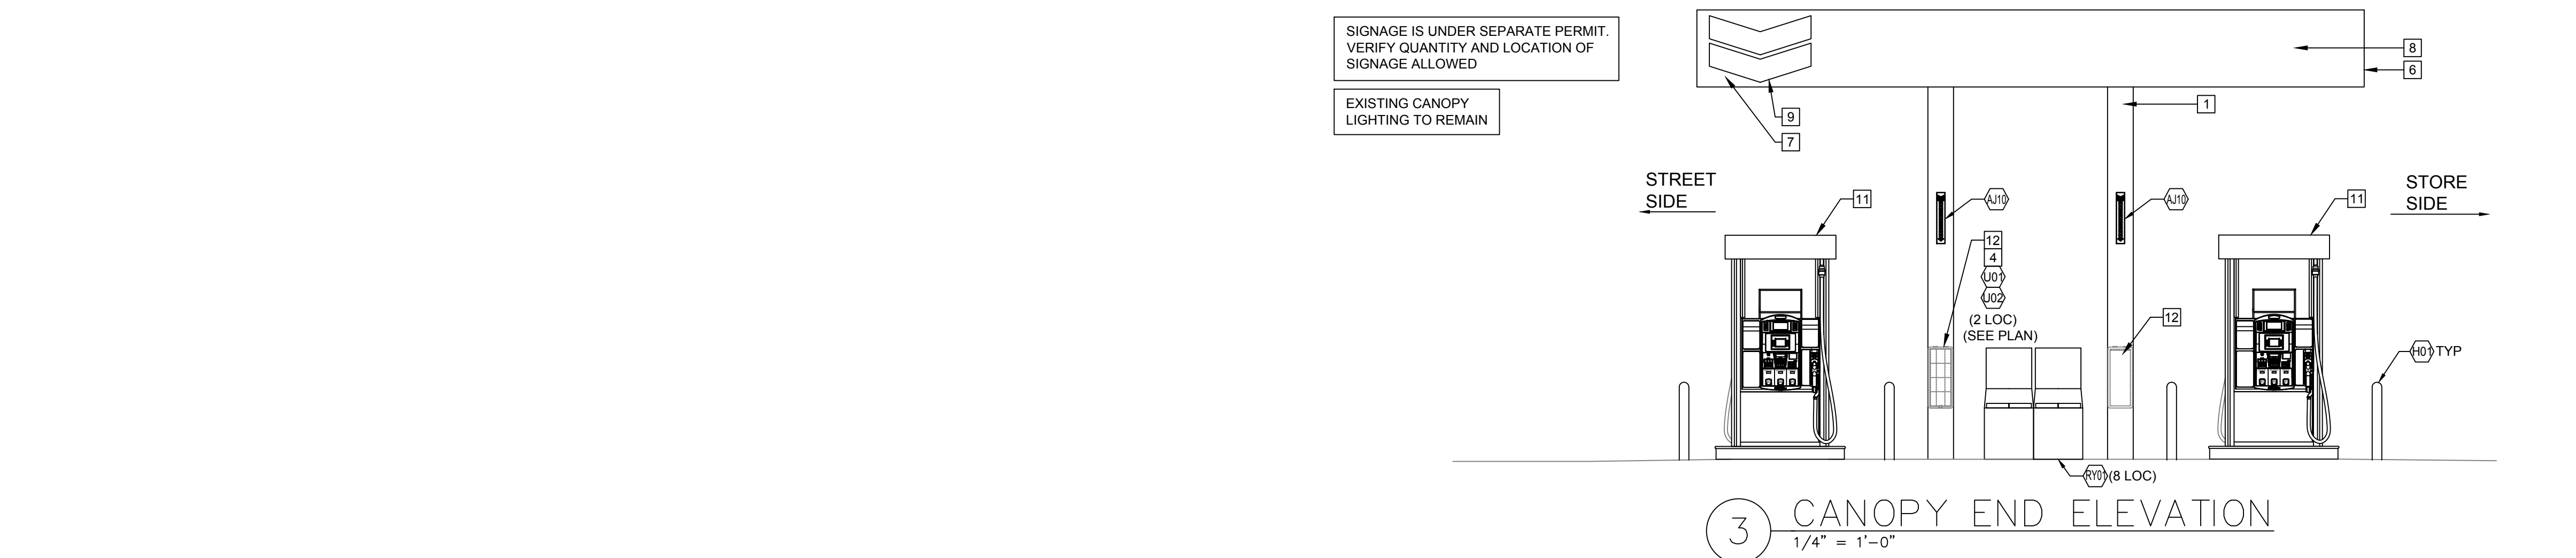 SIGNAGE IS UNDER SEPARATE PERMIT.
VERIFY QUANTITY AND LOCATION OF
SIGNAGE ALLOWED
EXISTING CANOPY
LIGHTING TO REMAIN
8
6
1
9
7
STREET
SIDE
11
AJ10
AJ10
11
STORE
SIDE
12
4
U01
U02
(2 LOC)
(SEE PLAN)
12
H01 TYP
RY01 (8 LOC)
3 CANOPY END ELEVATION
1/4" = 1'-0"